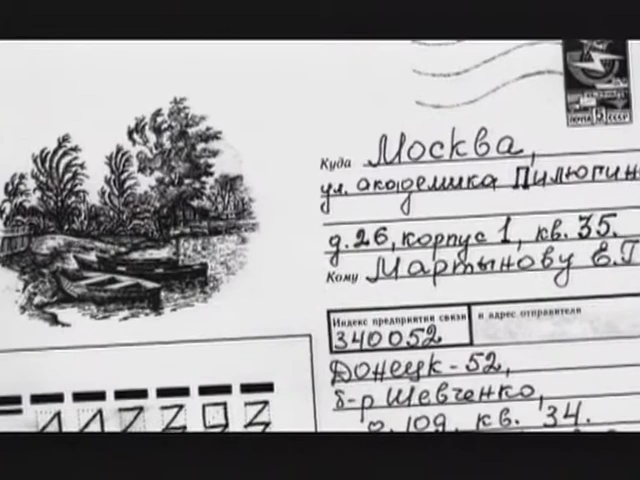 ПОЧТА 5 СССР
Куда Москва,
ул. академика Пилюгин
д. 26, корпус 1, кв. 35.
Кому Мартынову Е.Г
Индекс предприятия связи и адрес отправителя
340052
Донецк-52,
б-р Шевченко,
д. 109, кв. 34.